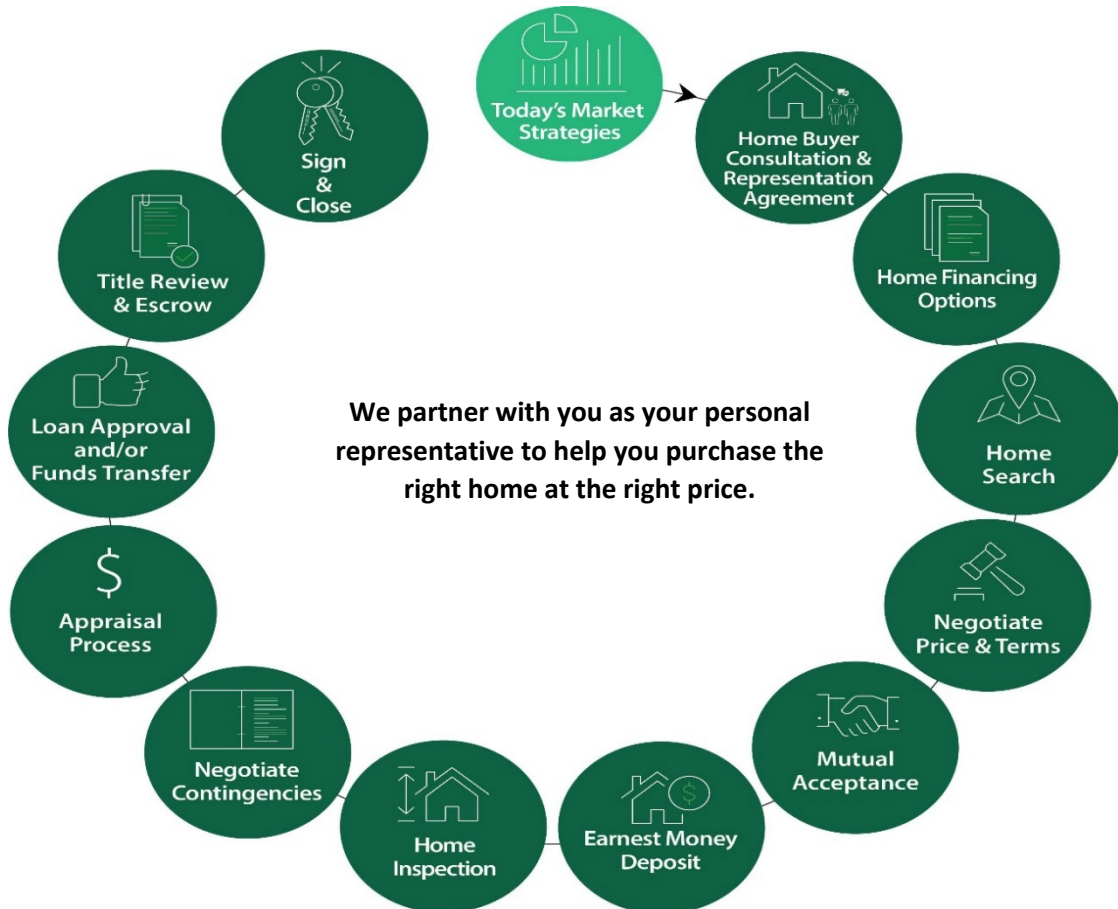 Today's Market
Strategies
Home Buyer
Consultation &
Representation
Agreement
Home Financing
Options
Home
Search
Negotiate
Price & Terms
Mutual
Acceptance
Earnest Money
Deposit
Home
Inspection
Negotiate
Contingencies
$
Appraisal
Process
Loan Approval
and/or
Funds Transfer
Title Review
& Escrow
Sign
&
Close
We partner with you as your personal
representative to help you purchase the
right home at the right price.
$